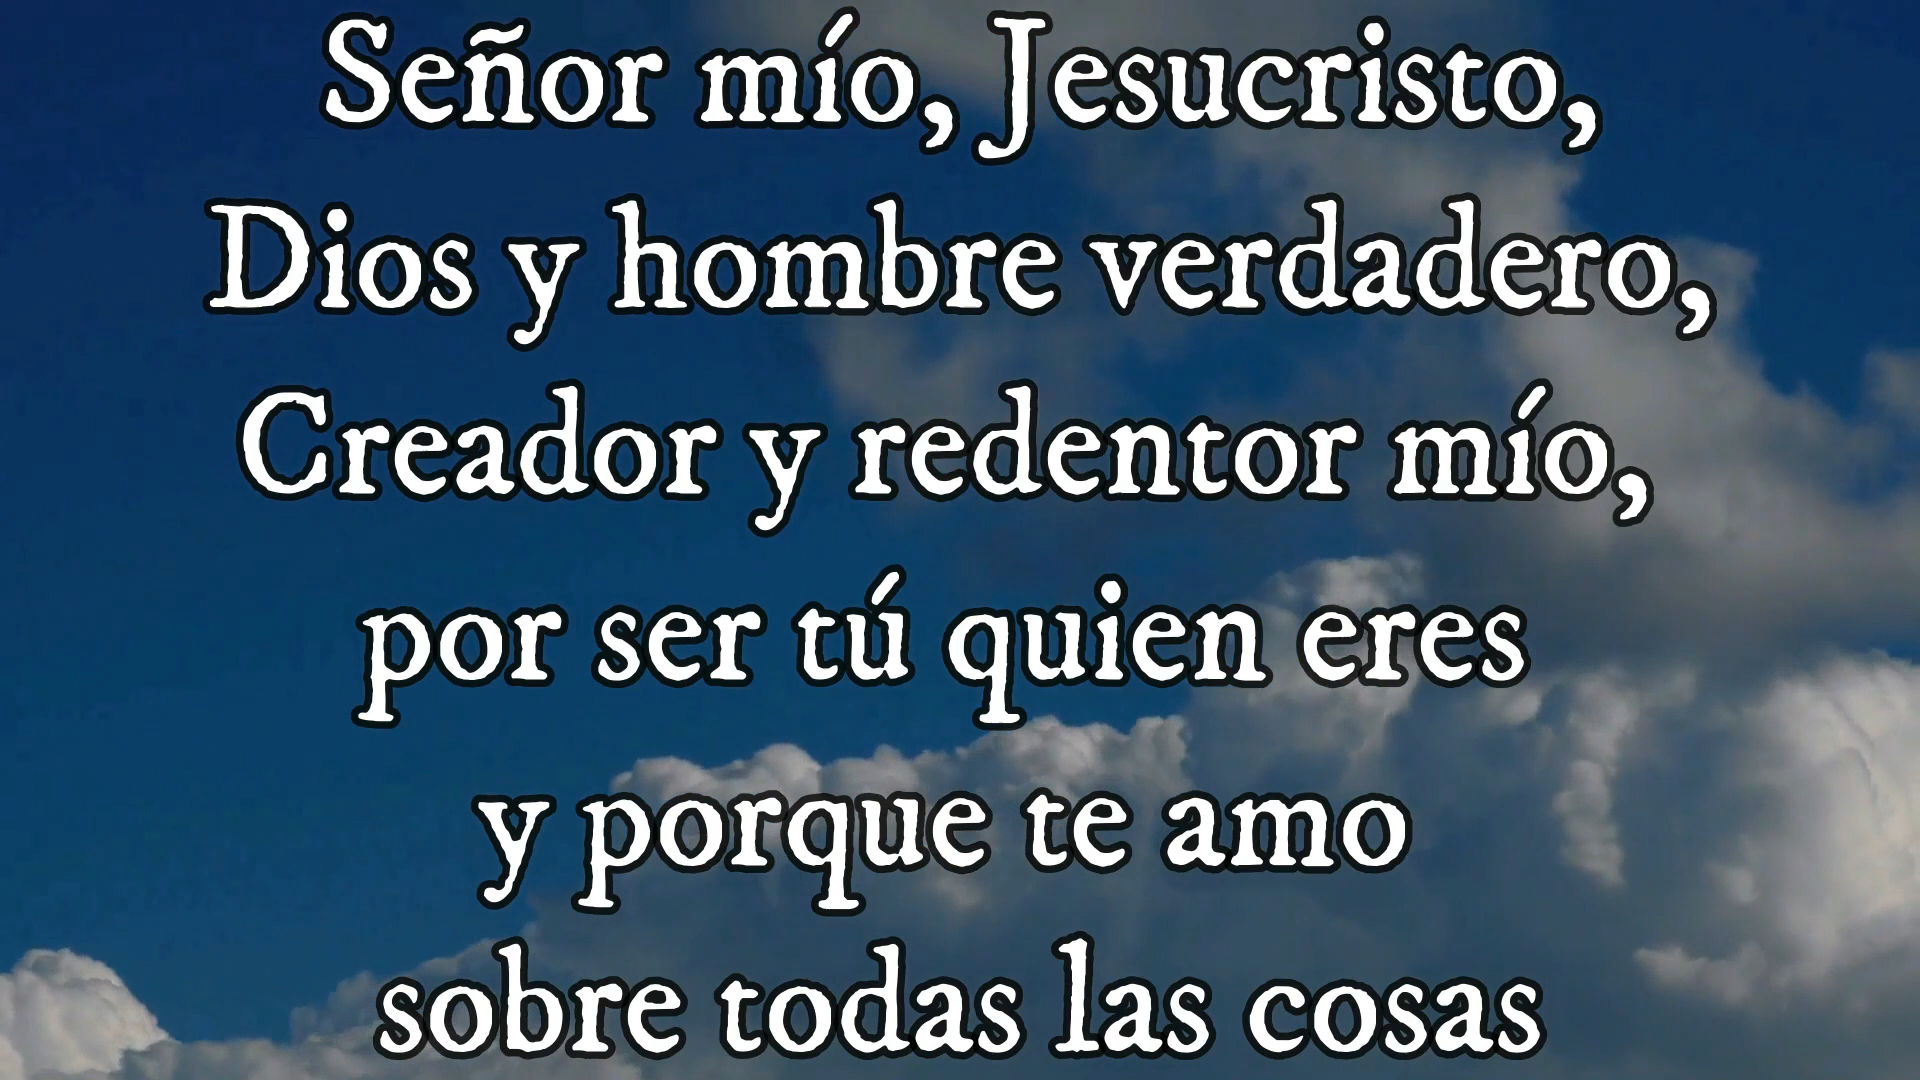 Señor mío, Jesucristo,
Dios y hombre verdadero,
Creador y redentor mío,
por ser tú quien eres
y porque te amo
sobre todas las cosas